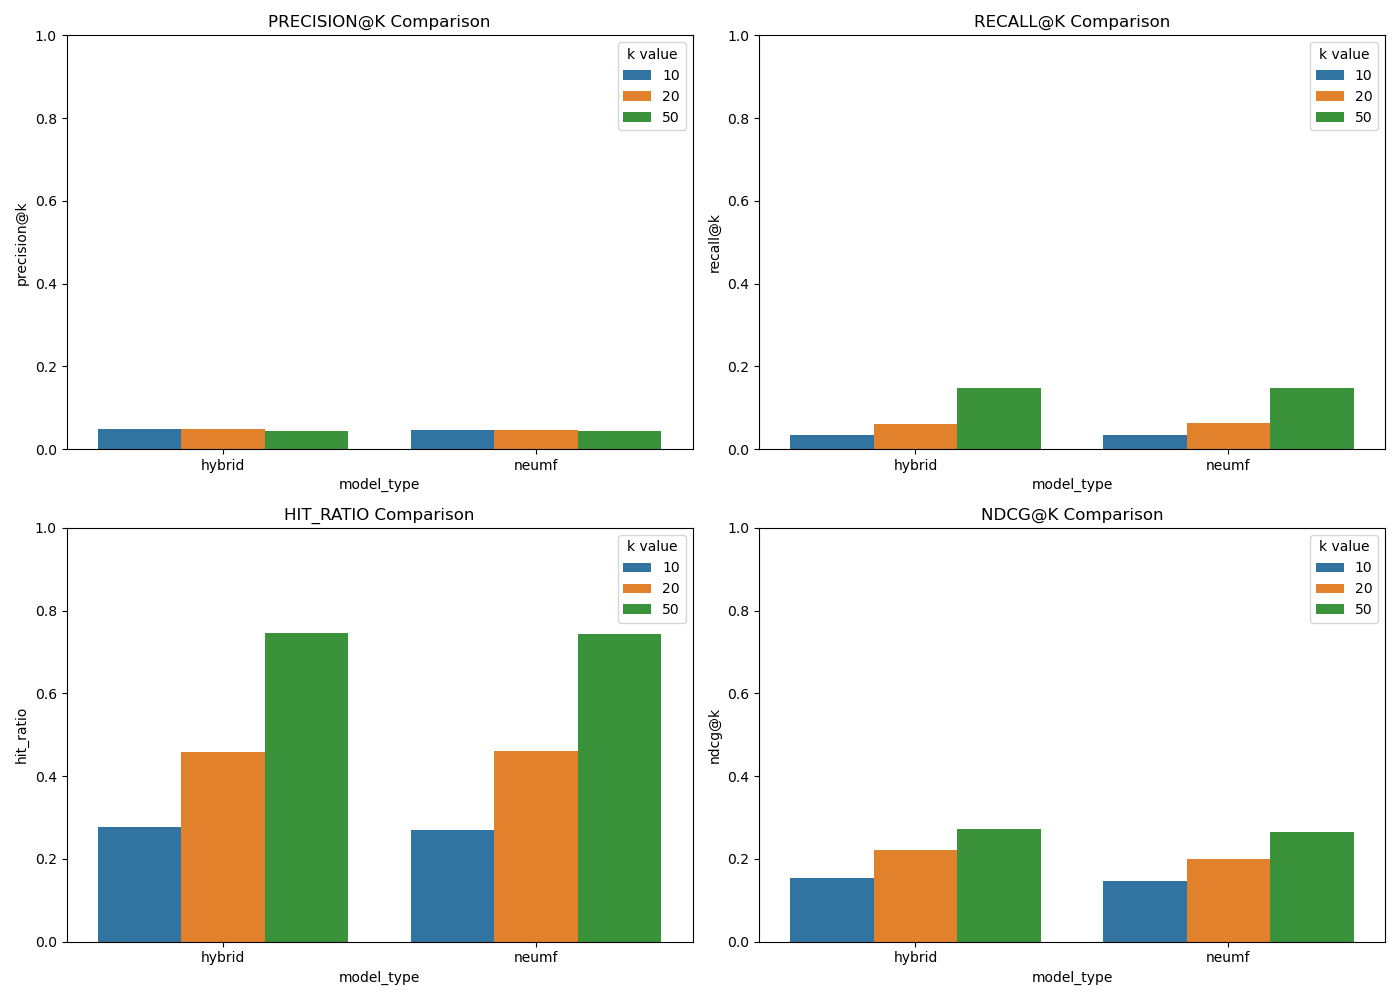 PRECISION@K Comparison
1.0
0.8
0.6
0.4
0.2
0.0
precision@k
k value
10
20
50
hybrid
neumf
model_type
RECALL@K Comparison
1.0
0.8
0.6
0.4
0.2
0.0
recall@k
k value
10
20
50
hybrid
neumf
model_type
HIT_RATIO Comparison
1.0
0.8
0.6
0.4
0.2
0.0
hit_ratio
k value
10
20
50
hybrid
neumf
model_type
NDCG@K Comparison
1.0
0.8
0.6
0.4
0.2
0.0
ndcg@k
k value
10
20
50
hybrid
neumf
model_type